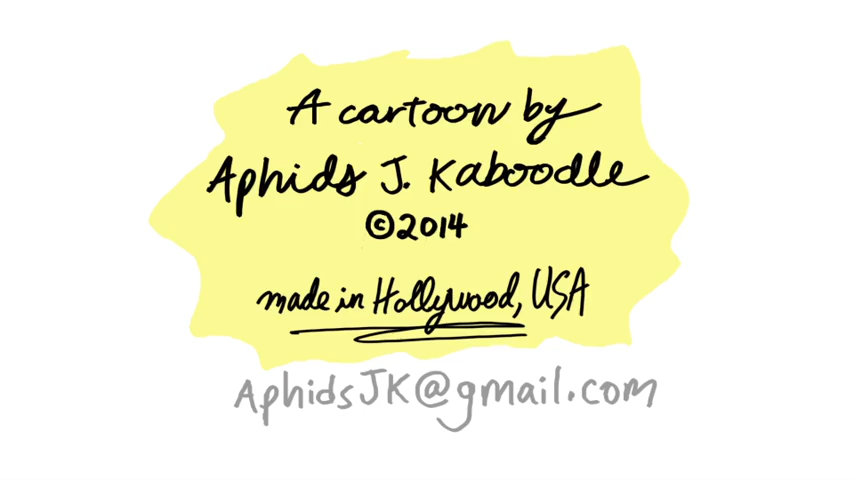 A cartoon by
Aphids J. Kaboodle
©2014
made in Hollywood, USA
AphidsJK@gmail.com